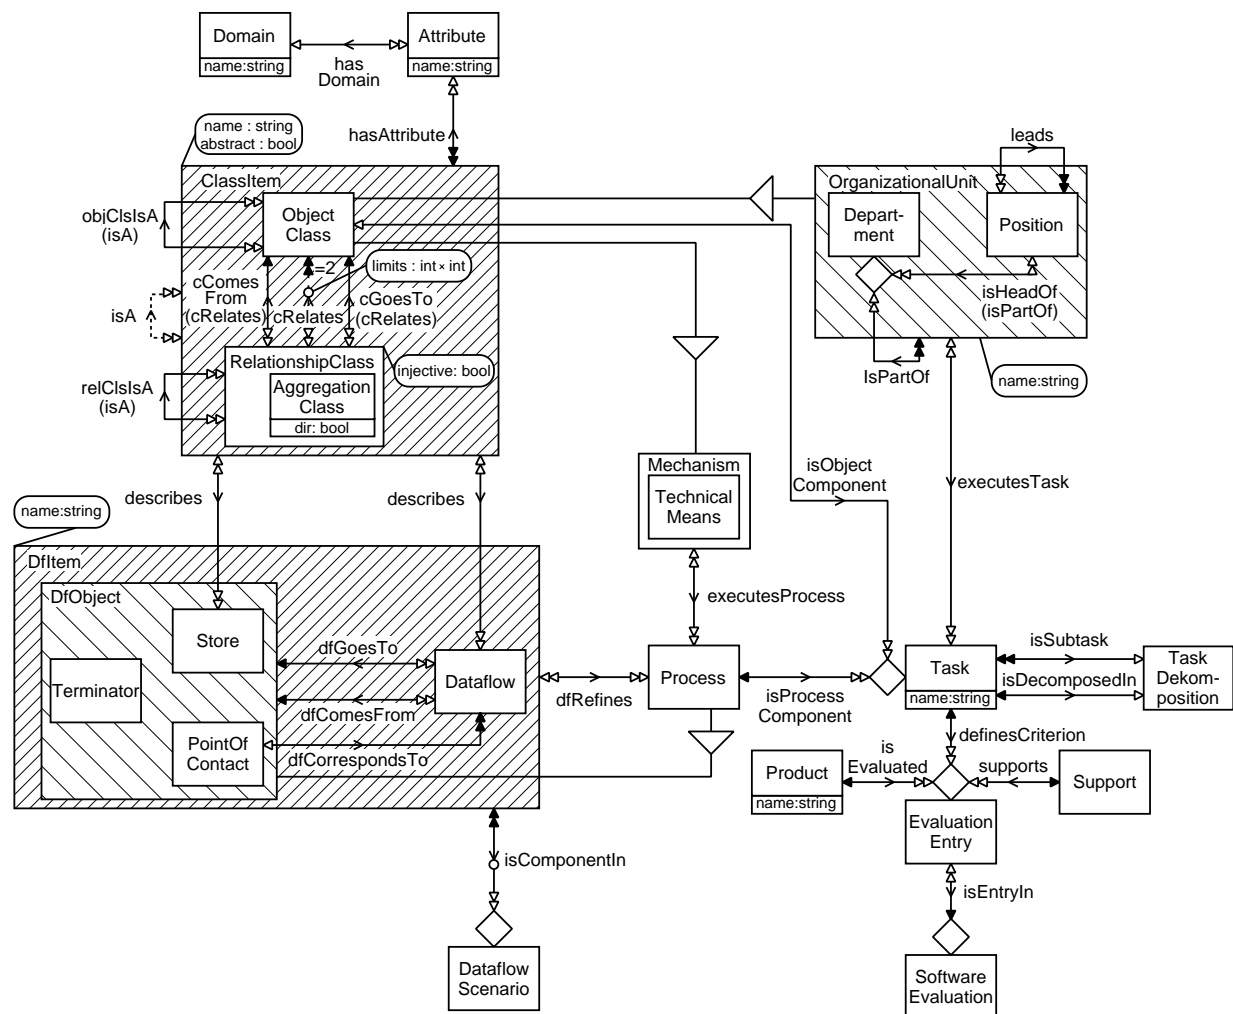 Domain
name:string
has
Domain
Attribute
name:string
hasAttribute
name : string
abstract : bool
ClassItem
Object
Class
objClsIsA
(isA)
=2
limits : int × int
cComes
From
(cRelates)
cRelates
cGoesTo
(cRelates)
isA
RelationshipClass
injective: bool
Aggregation
Class
dir: bool
relClsIsA
(isA)
leads
OrganizationalUnit
Depart-
ment
Position
isHeadOf
(isPartOf)
IsPartOf
name:string
describes
describes
Mechanism
Technical
Means
isObject
Component
executesTask
name:string
DfItem
DfObject
Store
Terminator
PointOf
Contact
dfGoesTo
dfComesFrom
dfCorrespondsTo
Dataflow
dfRefines
executesProcess
Process
isProcess
Component
Task
name:string
isSubtask
isDecomposedIn
Task
Dekom-
position
definesCriterion
Product
name:string
is
Evaluated
supports
Support
Evaluation
Entry
isEntryIn
Software
Evaluation
isComponentIn
Dataflow
Scenario